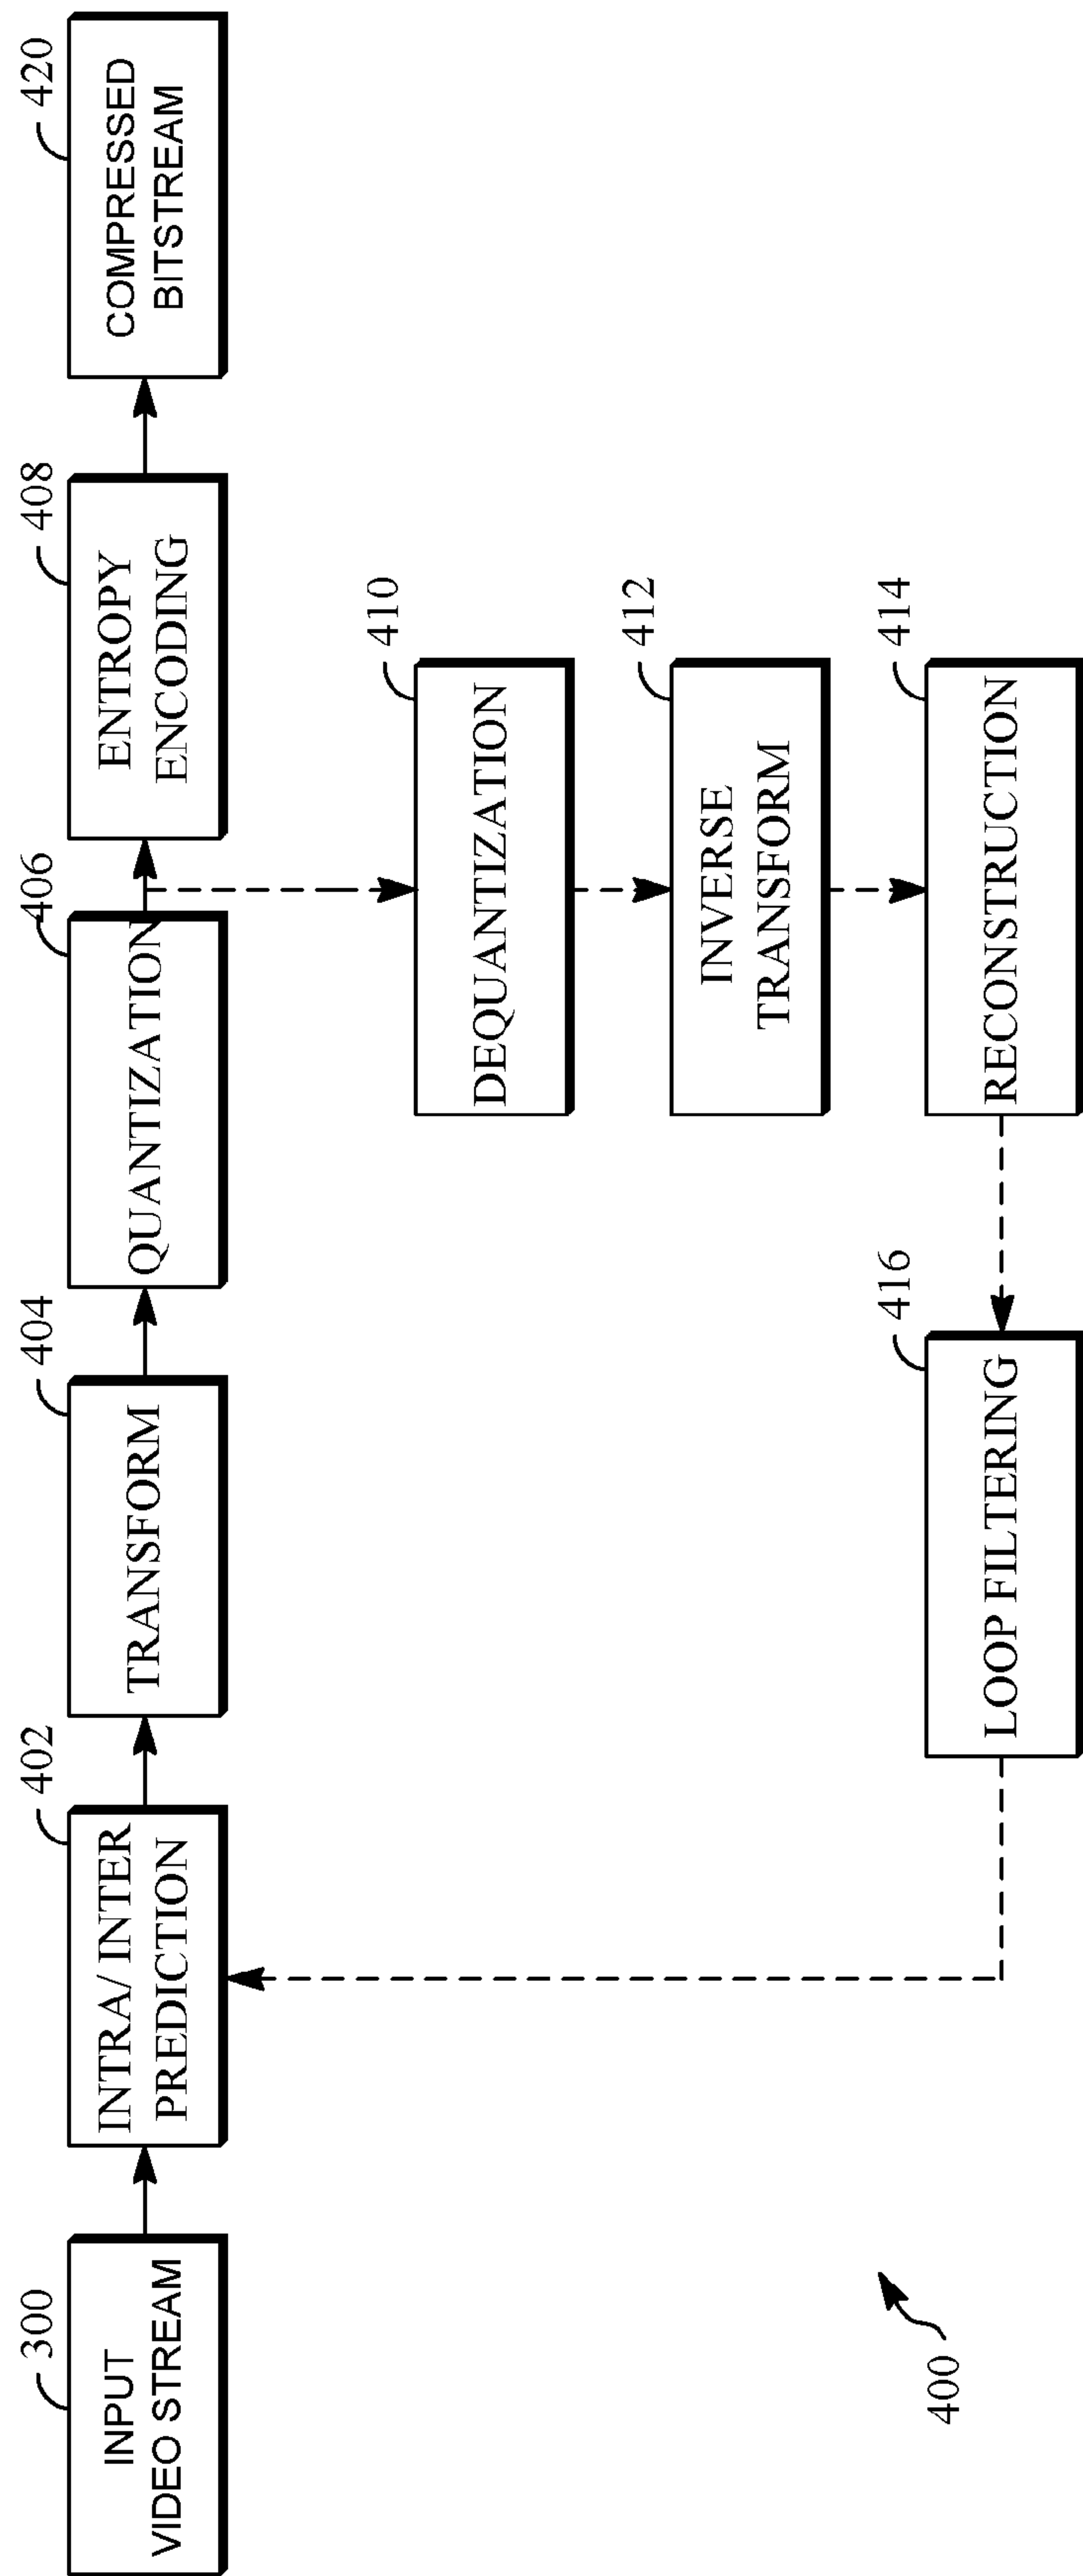 300
INPUT
VIDEO STREAM
402
INTRA/ INTER
PREDICTION
404
TRANSFORM
406
QUANTIZATION
408
ENTROPY
ENCODING
420
COMPRESSED
BITSTREAM
410
DEQUANTIZATION
412
INVERSE
TRANSFORM
414
RECONSTRUCTION
416
LOOP FILTERING
400